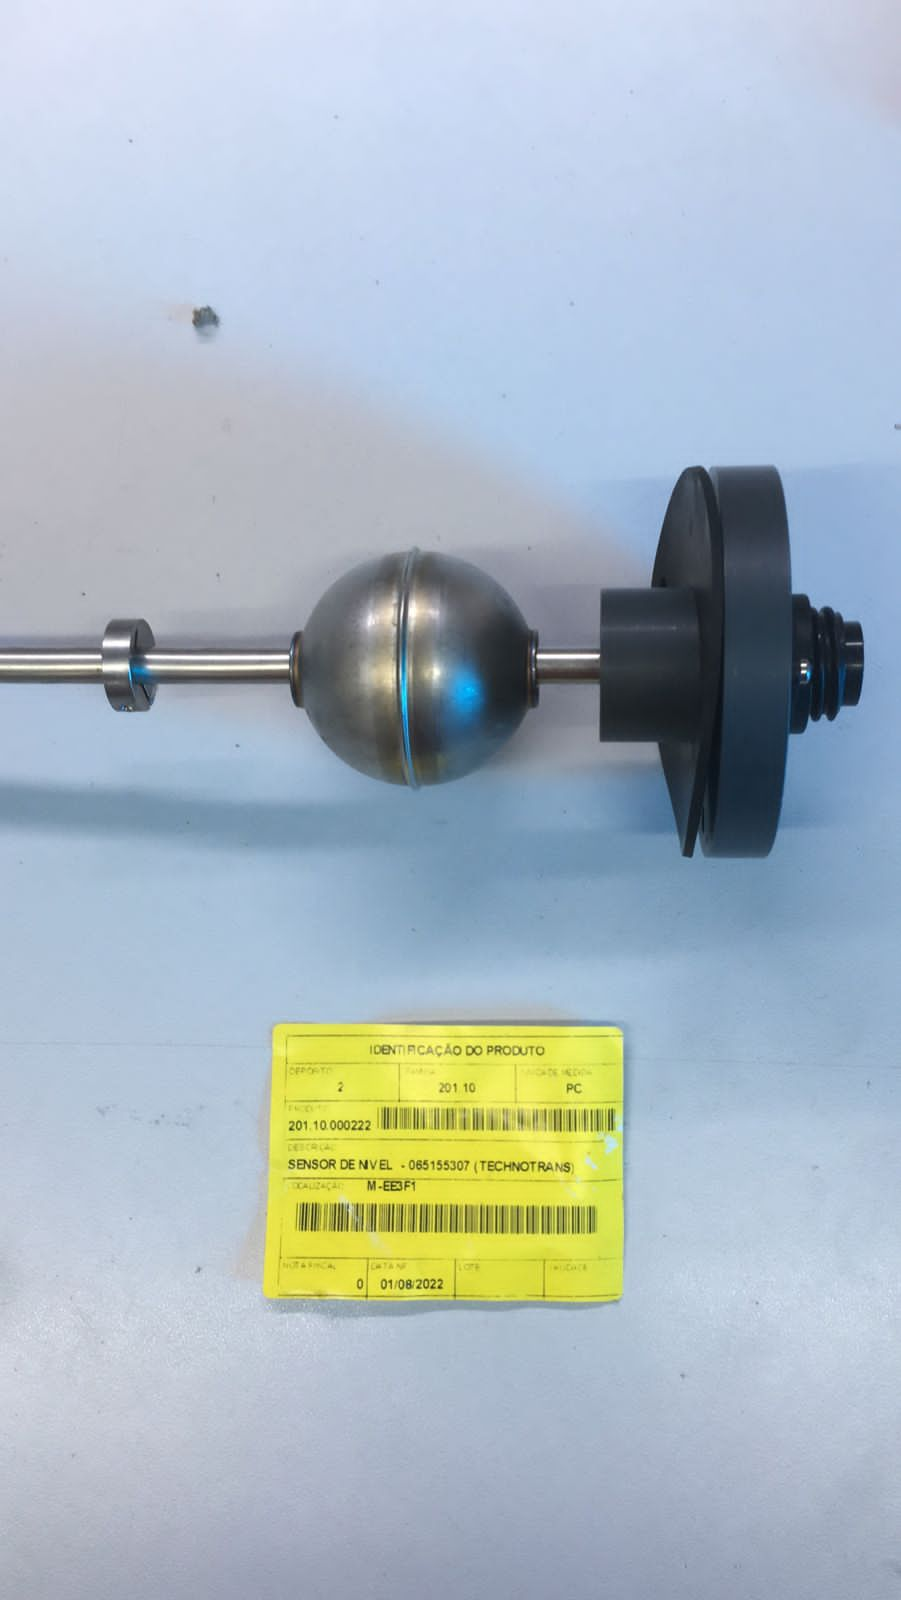 IDENTIFICAÇÃO DO PRODUTO
DEPÓSITO FAMÍLIA UNIDADE MEDIDA
2 201.10 PC
PRODUTO
201.10.000222
DESCRIÇÃO
SENSOR DE NIVEL - 065155307 (TECHNOTRANS)
LOCALIZAÇÃO M-EE3F1
NOTA FISCAL DATA NF LOTE VALIDADE
0 01/08/2022